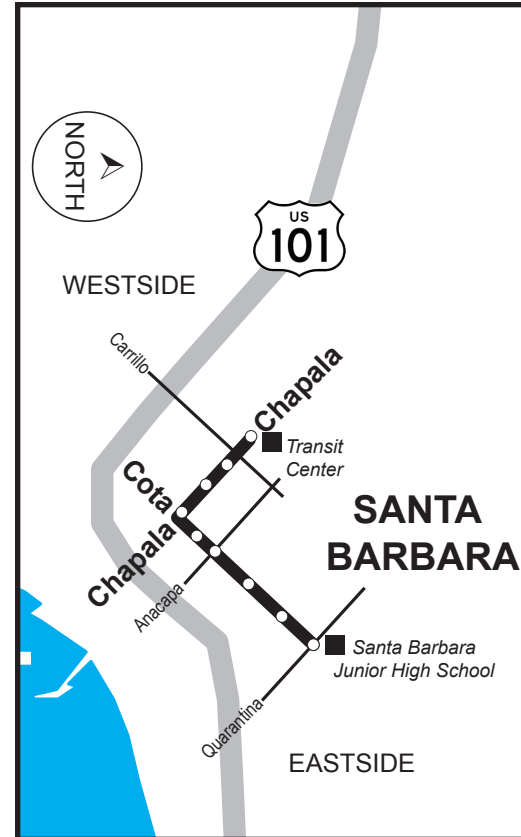 NORTH
US
101
WESTSIDE
Carrillo
Chapala
Transit
Center
Cota
SANTA
BARBARA
Chapala
Anacapa
Santa Barbara
Junior High School
Quarantina
EASTSIDE